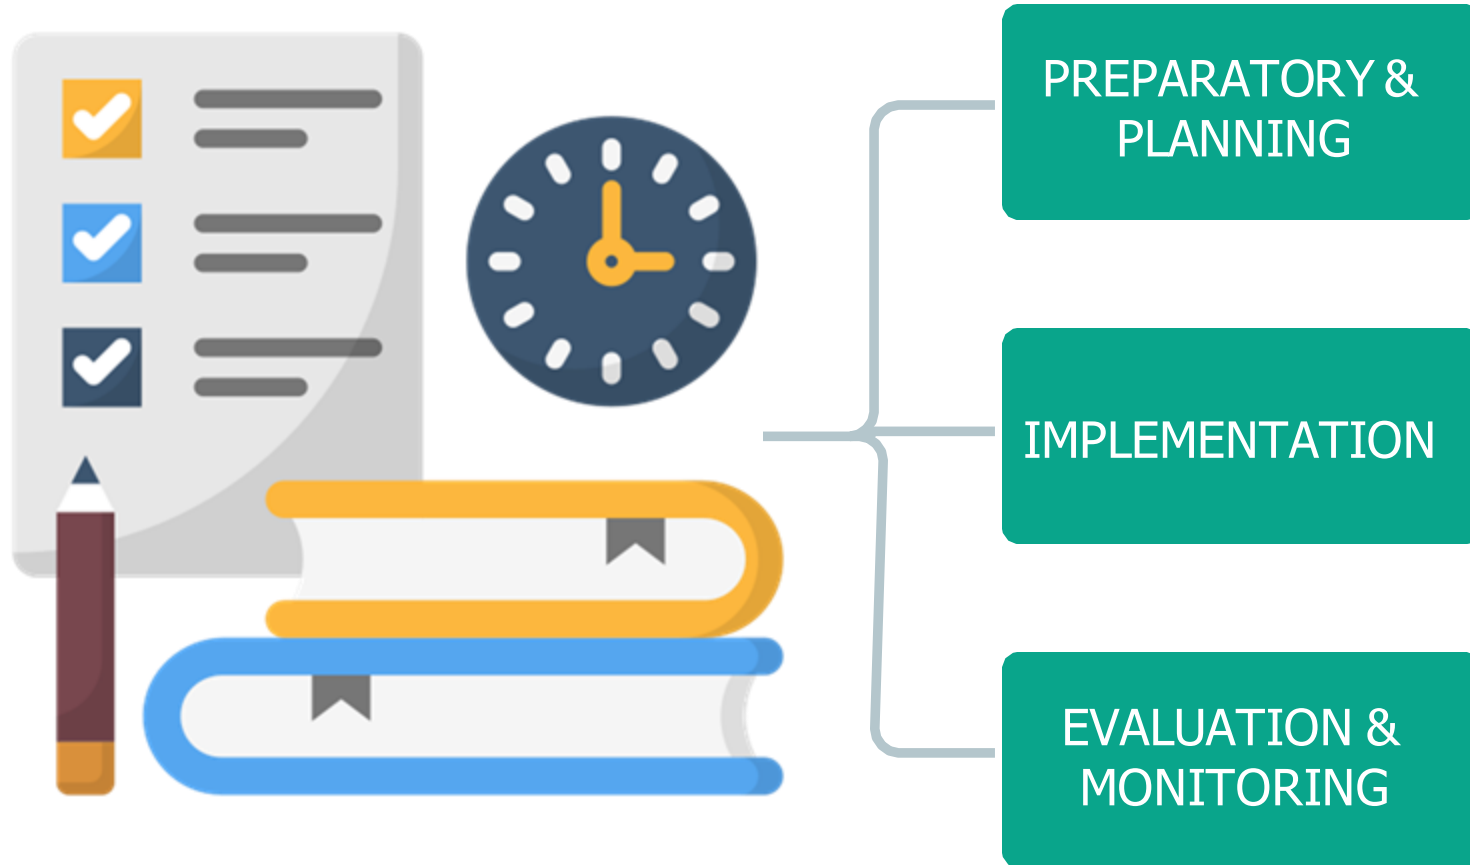 PREPARATORY &
PLANNING
IMPLEMENTATION
EVALUATION &
MONITORING